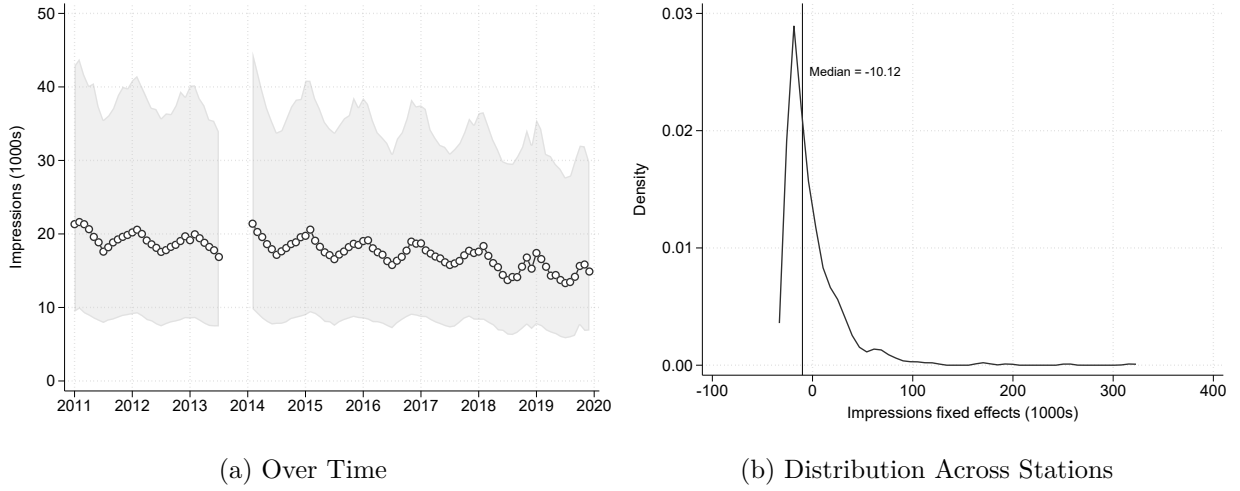 Impressions (1000s)
50
40
30
20
10
0
2011 2012 2013 2014 2015 2016 2017 2018 2019 2020
(a) Over Time
Density
0.03
0.02
0.01
0.00
Median = -10.12
-100 0 100 200 300 400
Impressions fixed effects (1000s)
(b) Distribution Across Stations